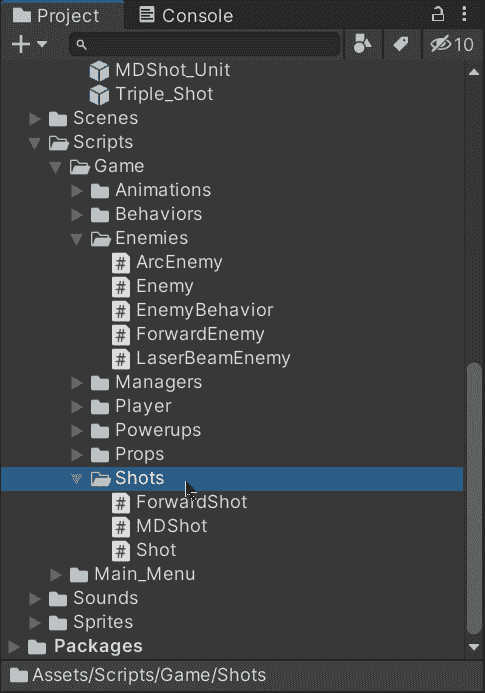 Project Console
10
MDShot_Unit
Triple_Shot
Scenes
Scripts
Game
Animations
Behaviors
Enemies
# ArcEnemy
# Enemy
# EnemyBehavior
# ForwardEnemy
# LaserBeamEnemy
Managers
Player
Powerups
Props
Shots
# ForwardShot
# MDShot
# Shot
Main_Menu
Sounds
Sprites
Packages
Assets/Scripts/Game/Shots